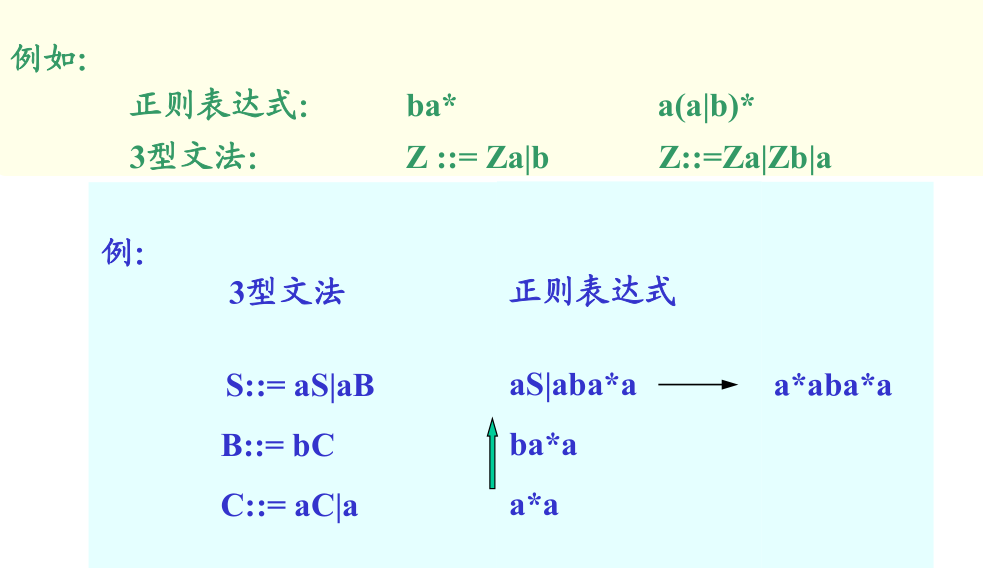 例如:
正则表达式: ba* a(a|b)*
3型文法: Z ::= Za|b Z::=Za|Zb|a
例:
3型文法 正则表达式
S::= aS|aB aS|aba*a a*aba*a
B::= bC ba*a
C::= aC|a a*a